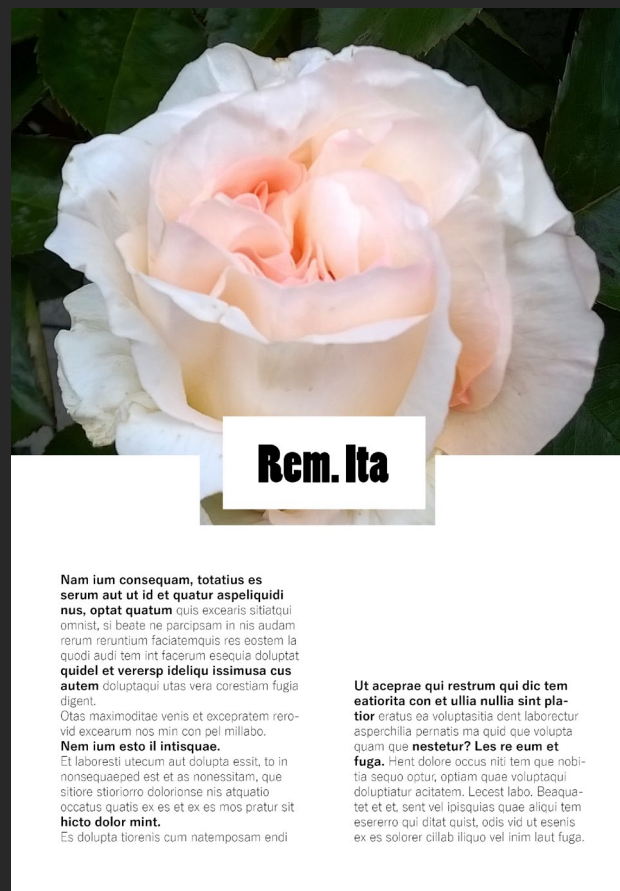 Rem. Ita
Nam ium consequam, totatius es
serum aut ut id et quatur aspeliquidi
nus, optat quatum quis excearis sitiatqui
omnist, si beate ne parcipsam in nis audam
rerum reruntium faciatemquis res eostem la
quodi audi tem int facerum esequia doluptat
quidel et verersp ideliqu issimusa cus
autem doluptaqui utas vera corestiam fugia
digent.
Otas maximoditae venis et excepratem rero-
vid excearum nos min con pel millabo.
Nem ium esto il intisquae.
Et laboresti utecum aut dolupta essit, to in
nonsequaeped est et as nonessitam, que
sitiore stioriorro dolorionse nis atquatio
occatus quatis ex es et ex es mos pratur sit
hicto dolor mint.
Es dolupta tiorenis cum natemposam endi
Ut aceprae qui restrum qui dic tem
eatiorita con et ullia nullia sint pla-
tior eratus ea voluptasitia dent laborectur
asperchilia pernatis ma quid que volupta
quam que nestetur? Les re eum et
fuga. Hent dolore occus niti tem que nobi-
tia sequo optur, optiam quae voluptaqui
doluptiatur acitatem. Lecest labo. Beaqua-
tet et et, sent vel ipisquias quae aliqui tem
esererro qui ditat quist, odis vid ut esenis
ex es solorer cillab iliquo vel inim laut fuga.